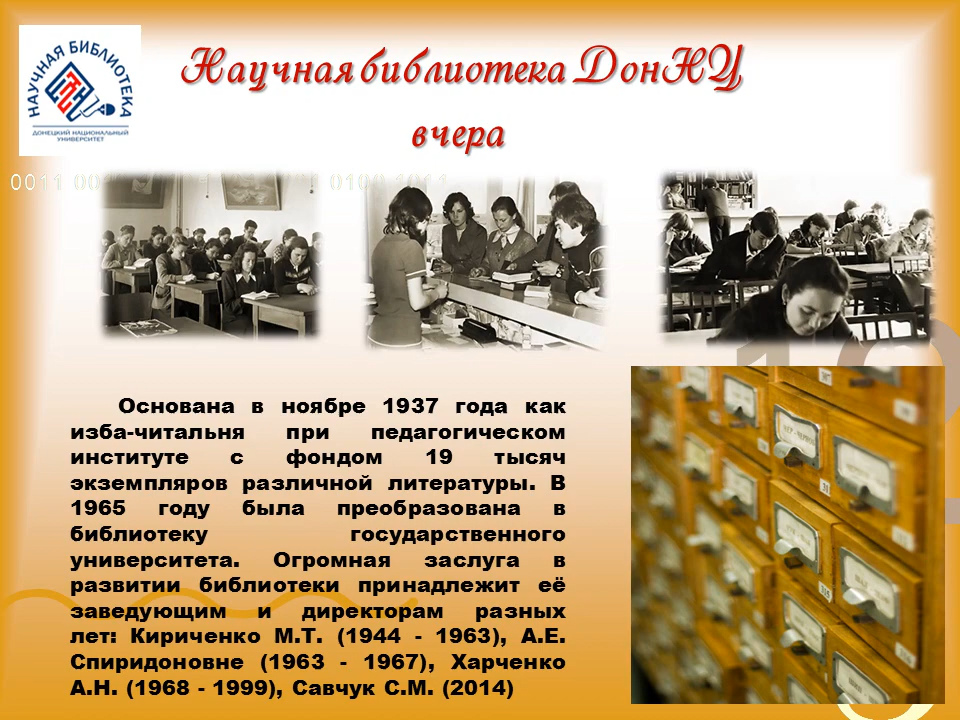 НАУЧНАЯ БИБЛИОТЕКА
ДОНЕЦКИЙ НАЦИОНАЛЬНЫЙ
УНИВЕРСИТЕТ
Научная библиотека ДонНУ
вчера
Основана в ноябре 1937 года как
изба-читальня при педагогическом
институте с фондом 19 тысяч
экземпляров различной литературы. В
1965 году была преобразована в
библиотеку государственного
университета. Огромная заслуга в
развитии библиотеки принадлежит её
заведующим и директорам разных
лет: Кириченко М.Т. (1944 - 1963), А.Е.
Спиридоновне (1963 - 1967), Харченко
А.Н. (1968 - 1999), Савчук С.М. (2014)